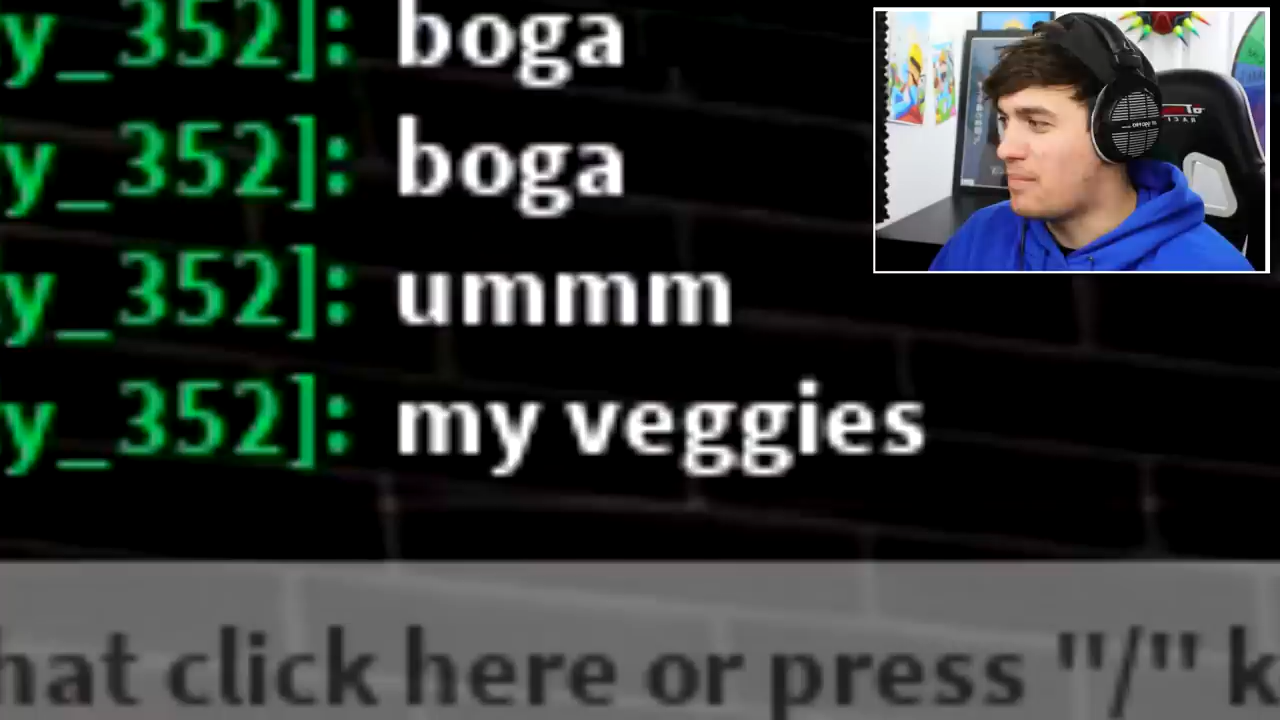 y_352]: boga
y_352]: boga
y_352]: ummm
y_352]: my veggies
hat click here or press "/" k